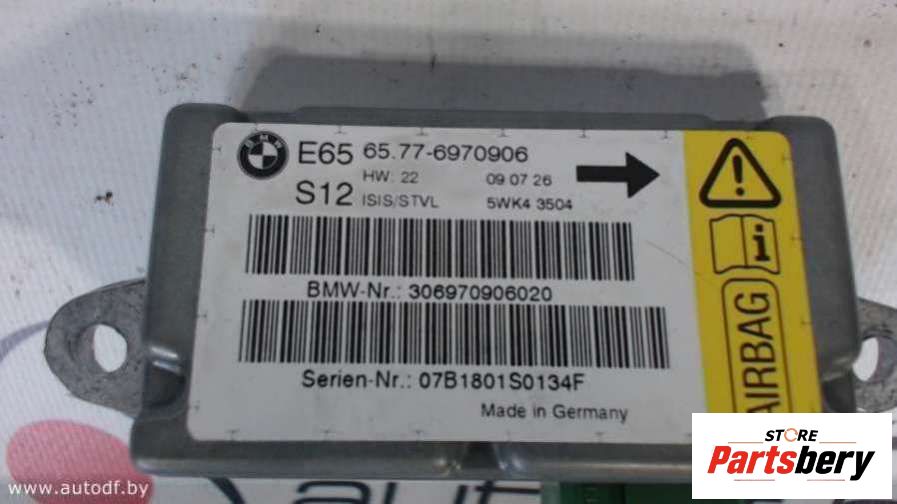 BMW
E65 65.77-6970906
HW: 22 09 07 26
S12 ISIS/STVL 5WK4 3504
BMW-Nr.: 306970906020
Serien-Nr.: 07B1801S0134F
Made in Germany
i
AIRBAG
STORE
Partsbery
www.autodf.by